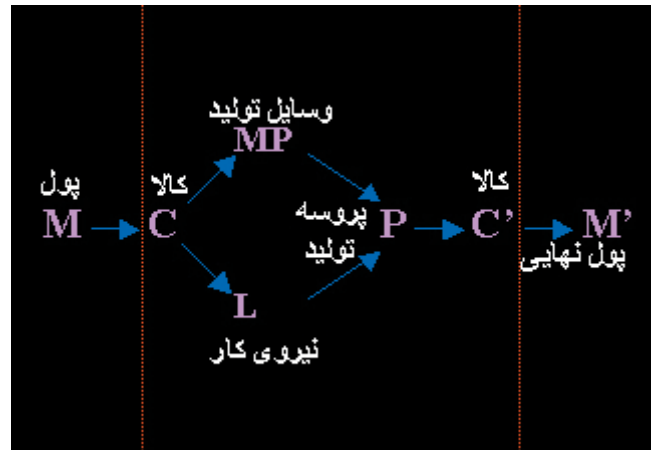 وسایل تولید
MP
پول
M
کالا
C
پروسه
تولید
P
کالا
C’
M’
پول نهایی
L
نیروی کار